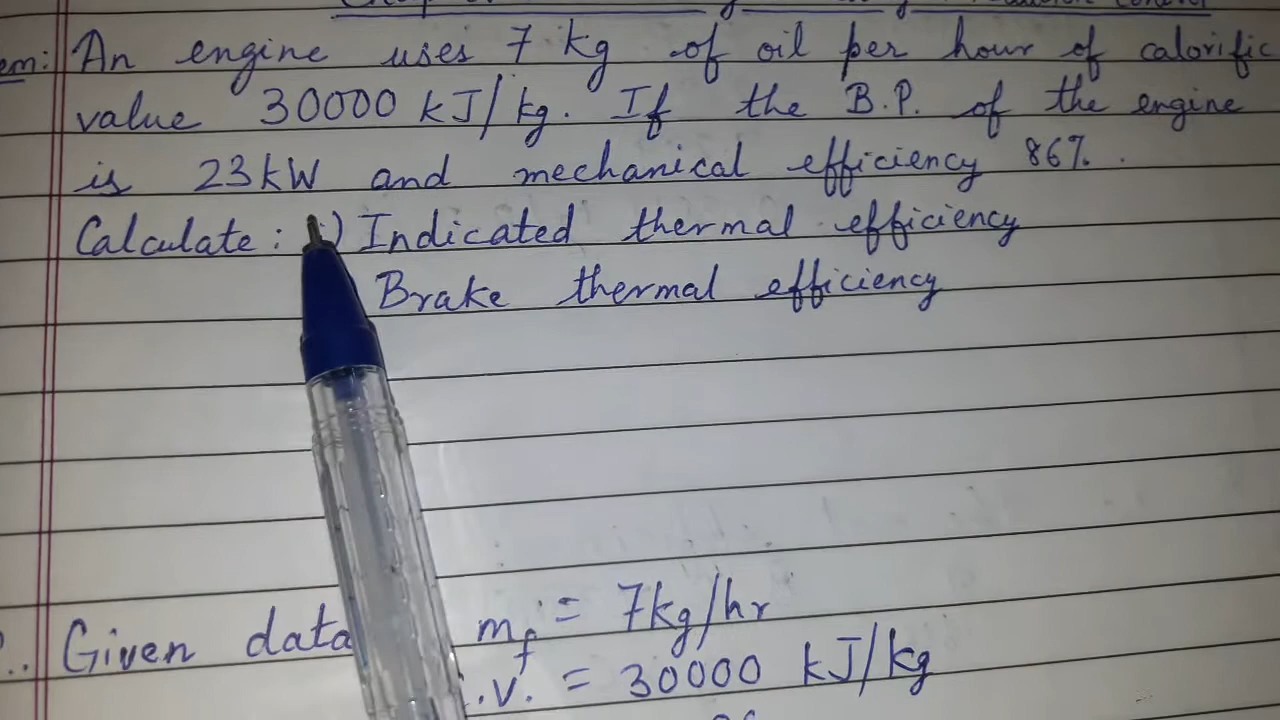 em: An engine uses 7 kg of oil per hour of calorific
value 30000 kJ/kg. If the B.P. of the engine
is 23kW and mechanical efficiency 86%.
Calculate: i) Indicated thermal efficiency
Brake thermal efficiency
Given data mf = 7kg/hr
.v. = 30000 kJ/kg